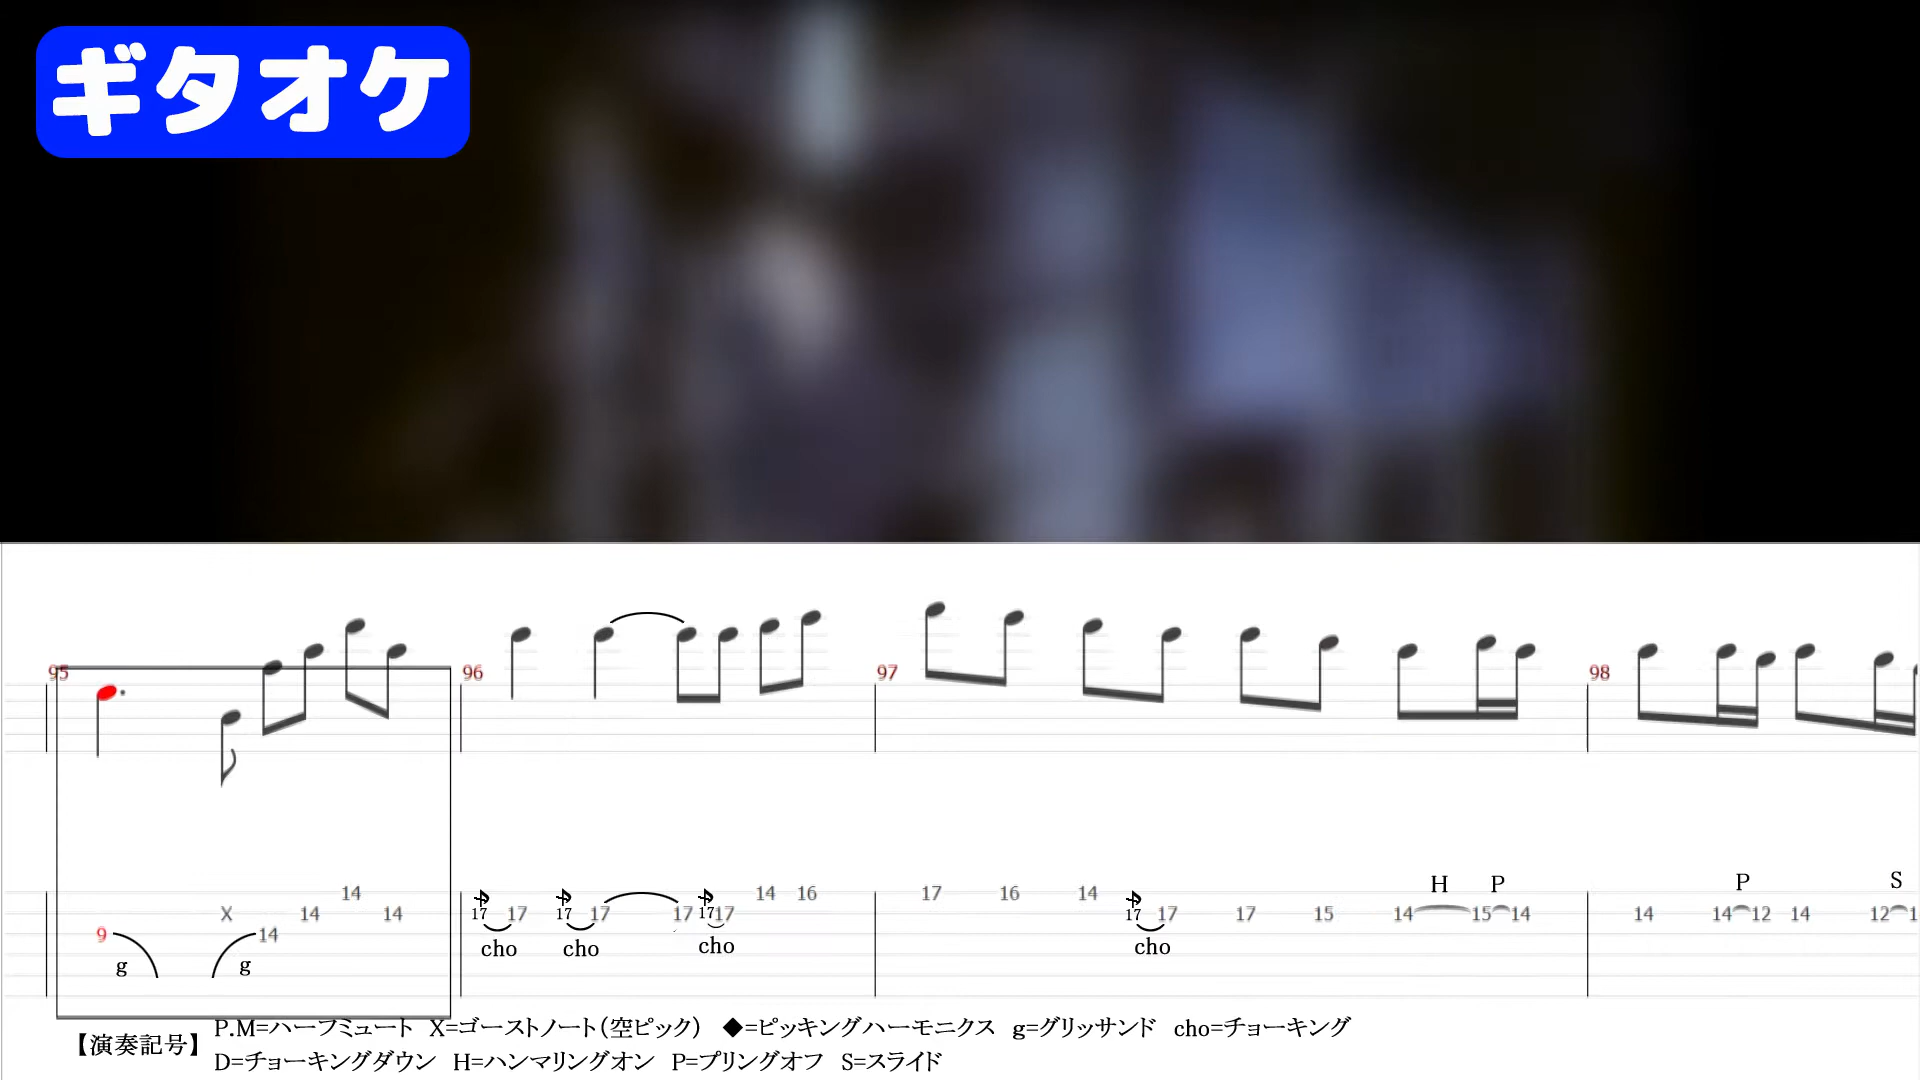 ギタオケ
95 96 97 98
H P P S
14 14 16 17 16 14
X 14 14 17 17 17 17 17 17 17 17 17 17 15 14 15 14 14 14 12 14 12
9 14 cho cho cho cho
g g
【演奏記号】 P.M=ハーフミュート X=ゴーストノート(空ピック) ◆=ピッキングハーモニクス g=グリッサンド cho=チョーキング
D=チョーキングダウン H=ハンマリングオン P=プリングオフ S=スライド